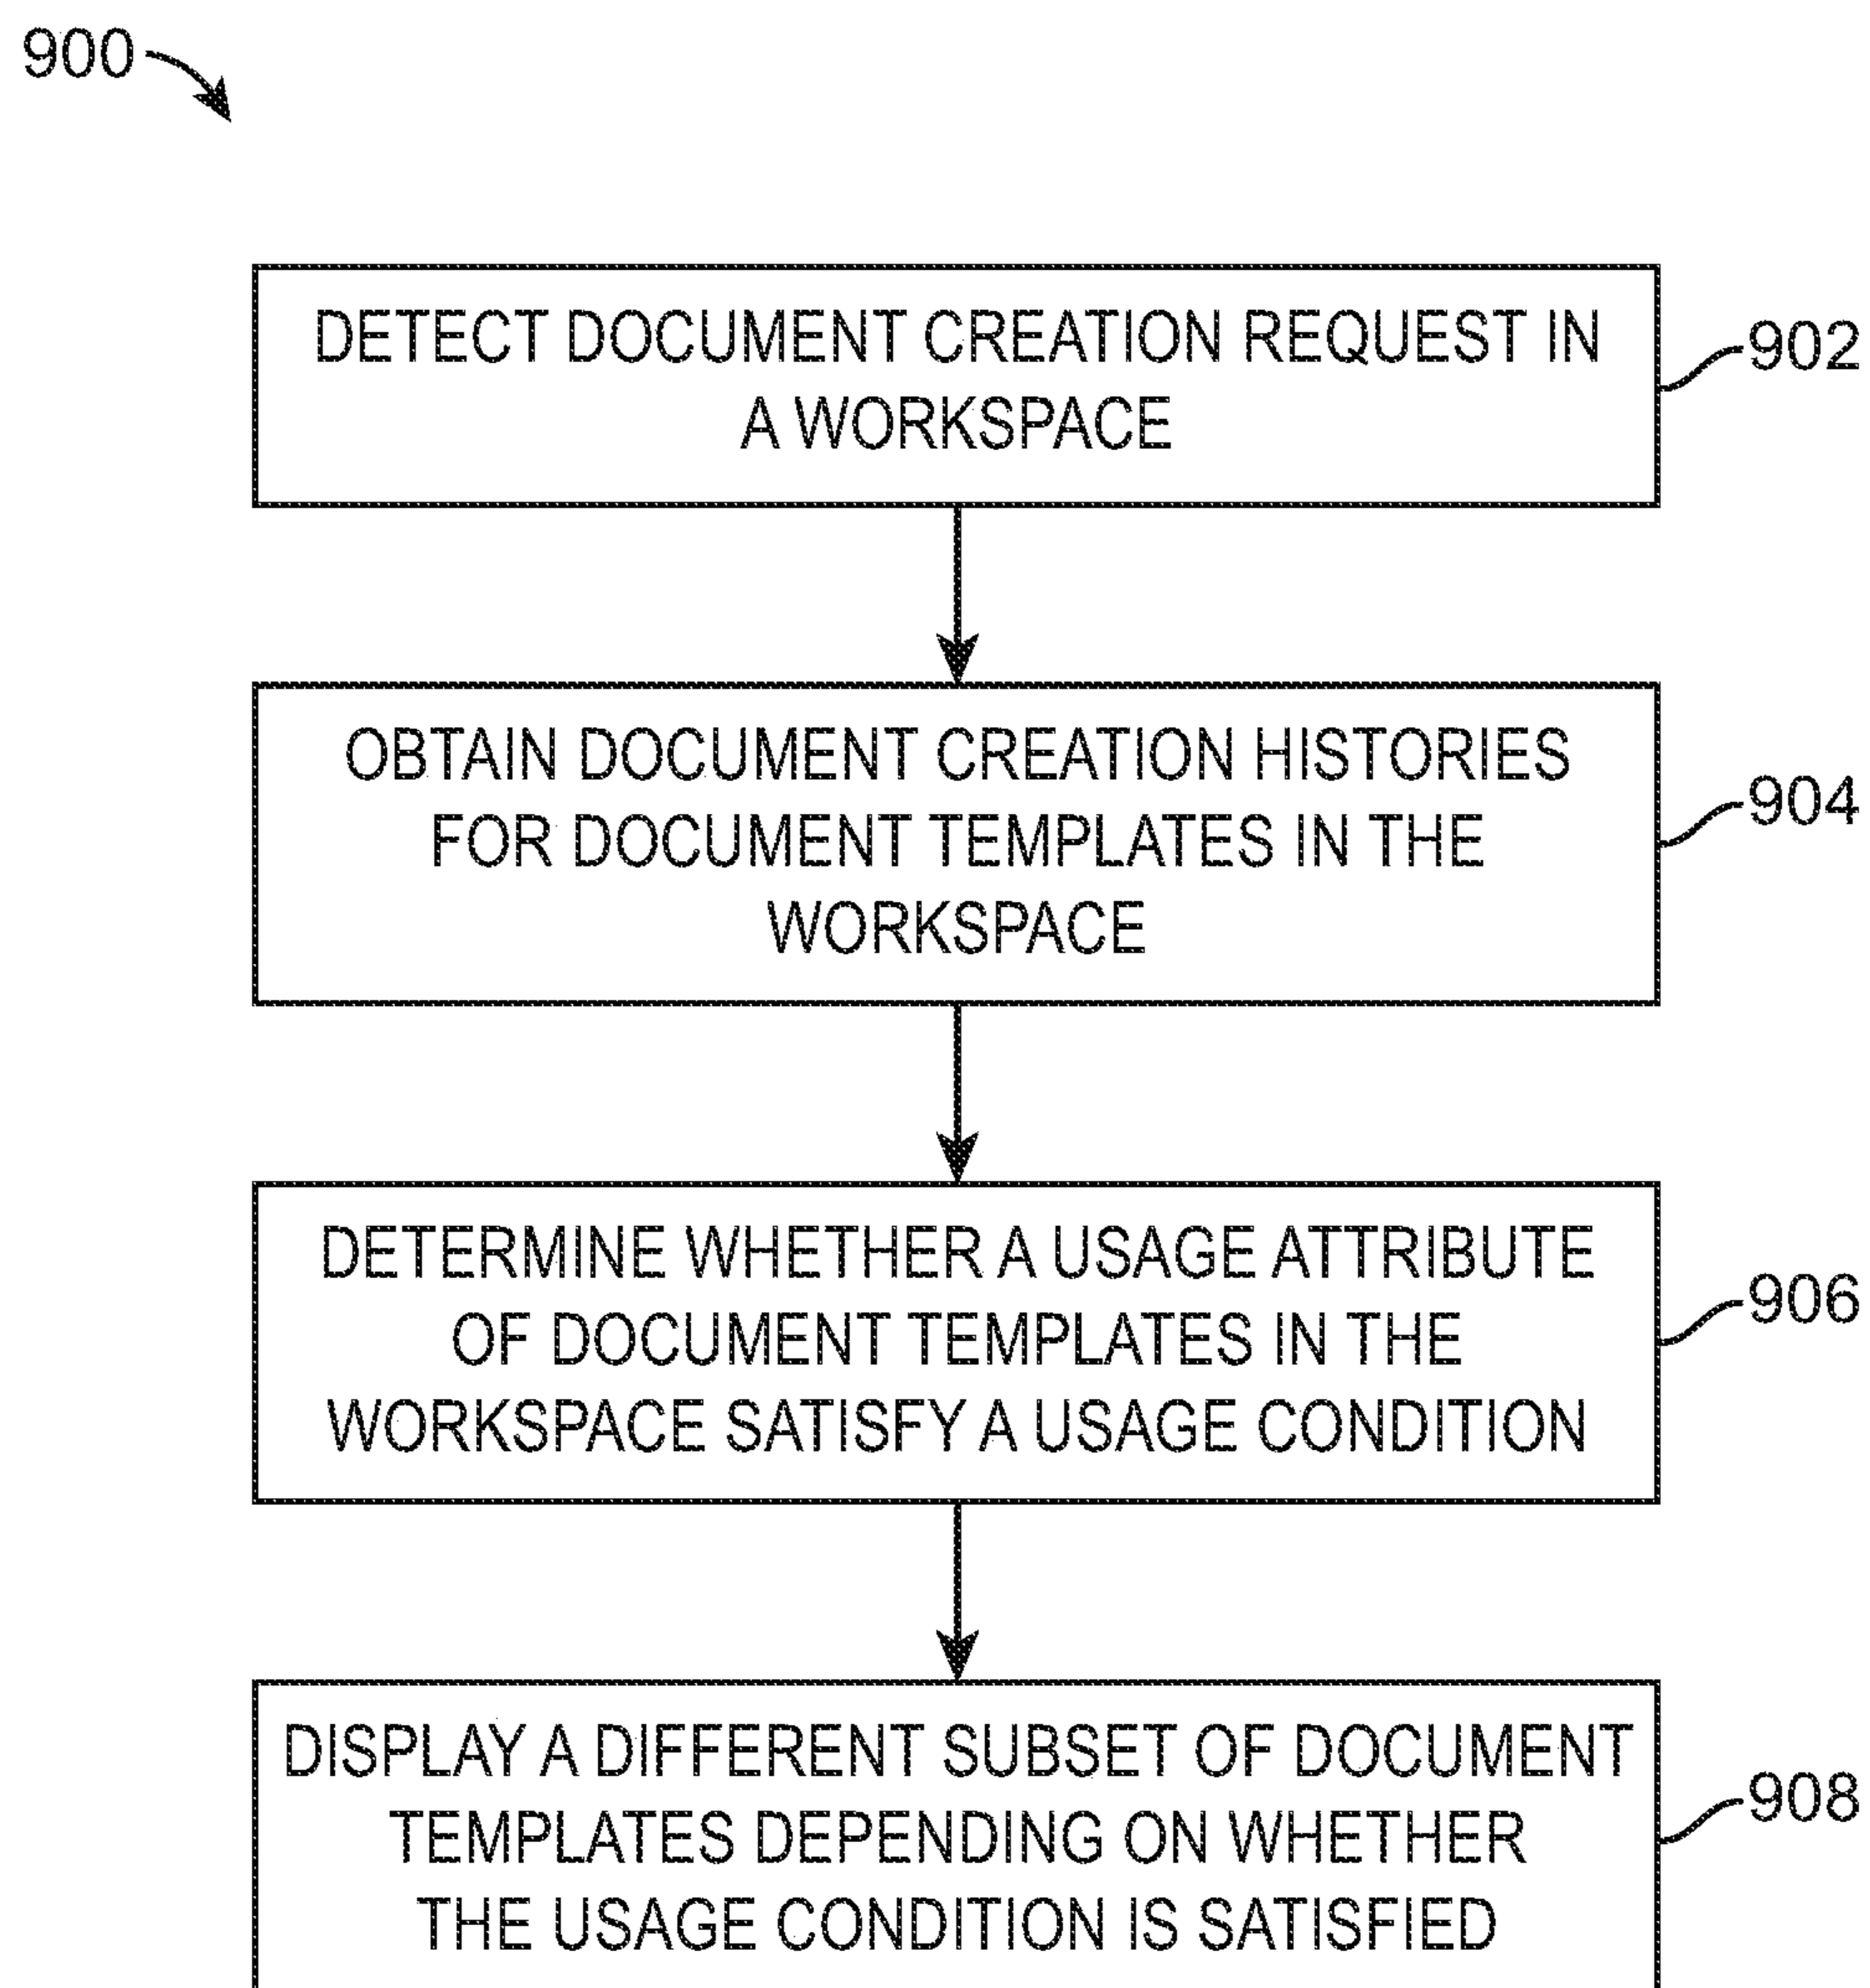 900
DETECT DOCUMENT CREATION REQUEST IN
A WORKSPACE
902
OBTAIN DOCUMENT CREATION HISTORIES
FOR DOCUMENT TEMPLATES IN THE
WORKSPACE
904
DETERMINE WHETHER A USAGE ATTRIBUTE
OF DOCUMENT TEMPLATES IN THE
WORKSPACE SATISFY A USAGE CONDITION
906
DISPLAY A DIFFERENT SUBSET OF DOCUMENT
TEMPLATES DEPENDING ON WHETHER
THE USAGE CONDITION IS SATISFIED
908